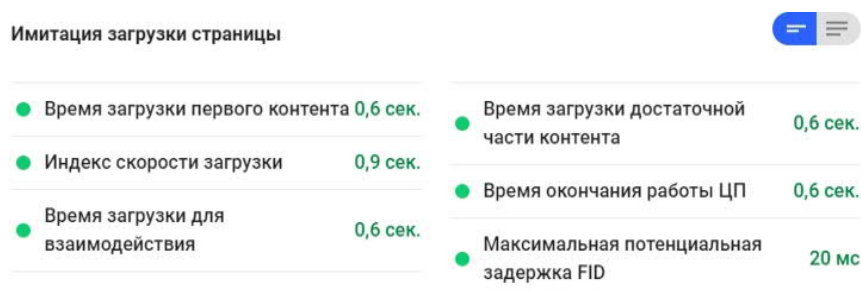 Имитация загрузки страницы
Время загрузки первого контента 0,6 сек.
Индекс скорости загрузки 0,9 сек.
Время загрузки для
взаимодействия 0,6 сек.
Время загрузки достаточной
части контента 0,6 сек.
Время окончания работы ЦП 0,6 сек.
Максимальная потенциальная
задержка FID 20 мс